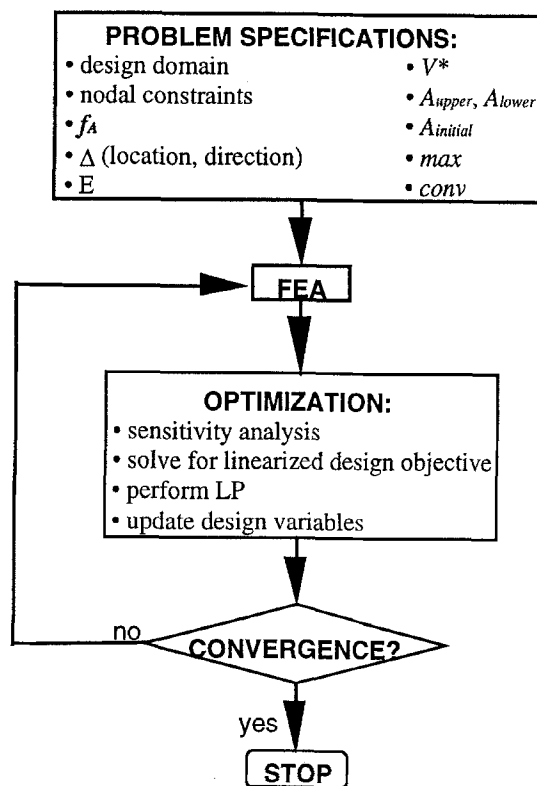 PROBLEM SPECIFICATIONS:
• design domain
• nodal constraints
• fA
• Δ (location, direction)
• E
• V*
• Aupper, Alower
• Ainitial
• max
• conv
FEA
OPTIMIZATION:
• sensitivity analysis
• solve for linearized design objective
• perform LP
• update design variables
CONVERGENCE?
no
yes
STOP